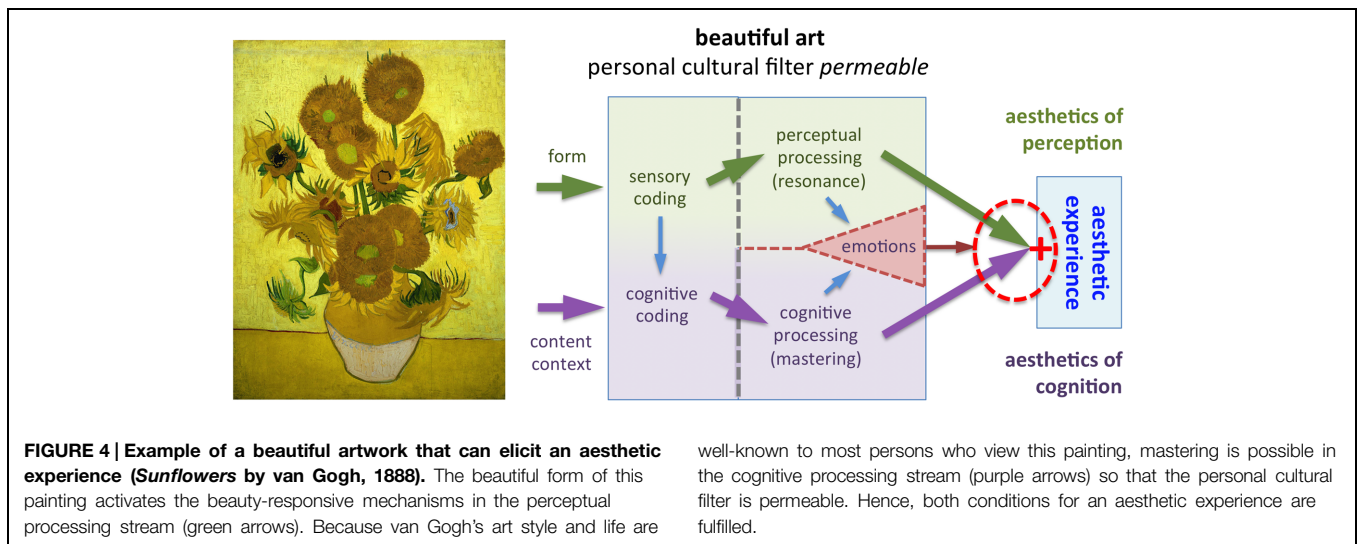 beautiful art
personal cultural filter permeable
form
content
context
sensory
coding
cognitive
coding
perceptual
processing
(resonance)
emotions
cognitive
processing
(mastering)
aesthetics of
perception
+
aesthetic
experience
aesthetics of
cognition
FIGURE 4 | Example of a beautiful artwork that can elicit an aesthetic
experience (Sunflowers by van Gogh, 1888). The beautiful form of this
painting activates the beauty-responsive mechanisms in the perceptual
processing stream (green arrows). Because van Gogh’s art style and life are
well-known to most persons who view this painting, mastering is possible in
the cognitive processing stream (purple arrows) so that the personal cultural
filter is permeable. Hence, both conditions for an aesthetic experience are
fulfilled.